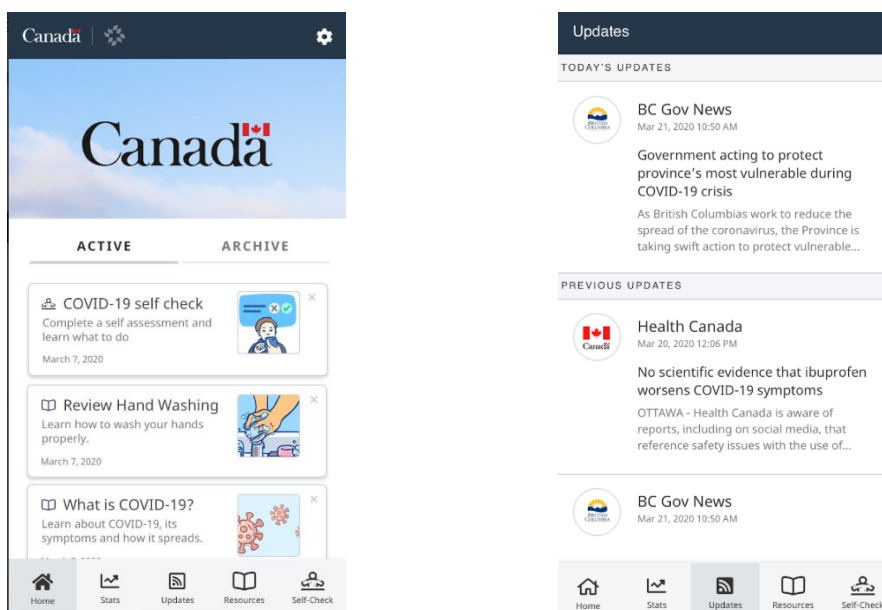 Canada
Canada
ACTIVE ARCHIVE
COVID-19 self check
Complete a self assessment and
learn what to do
March 7, 2020
Review Hand Washing
Learn how to wash your hands
properly.
March 7, 2020
What is COVID-19?
Learn about COVID-19, its
symptoms and how it spreads.
Home Stats Updates Resources Self-Check
Updates
TODAY'S UPDATES
BRITISH
COLUMBIA
BC Gov News
Mar 21, 2020 10:50 AM
Government acting to protect
province's most vulnerable during
COVID-19 crisis
As British Columbias work to reduce the
spread of the coronavirus, the Province is
taking swift action to protect vulnerable...
PREVIOUS UPDATES
Canada
Health Canada
Mar 20, 2020 12:06 PM
No scientific evidence that ibuprofen
worsens COVID-19 symptoms
OTTAWA - Health Canada is aware of
reports, including on social media, that
reference safety issues with the use of...
BRITISH
COLUMBIA
BC Gov News
Mar 21, 2020 10:50 AM
Home Stats Updates Resources Self-Check